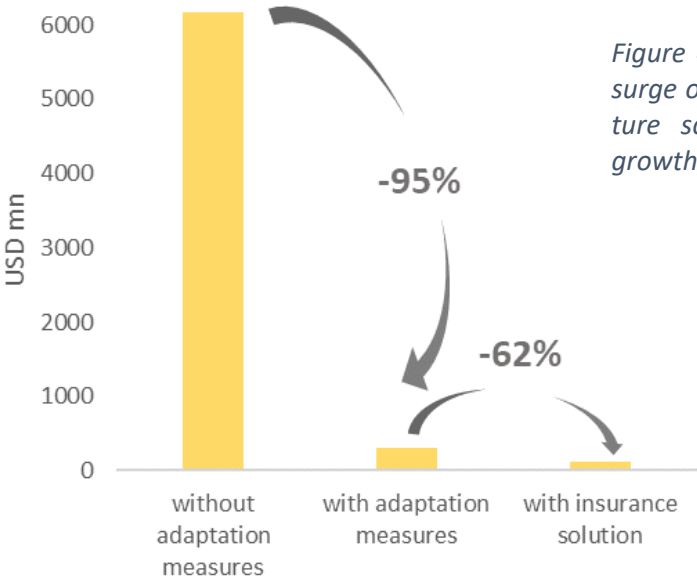 6000
5000
4000
3000
2000
1000
0
USD mn
-95%
-62%
without
adaptation
measures
with adaptation
measures
with insurance
solution
Figure
surge
ture
growth